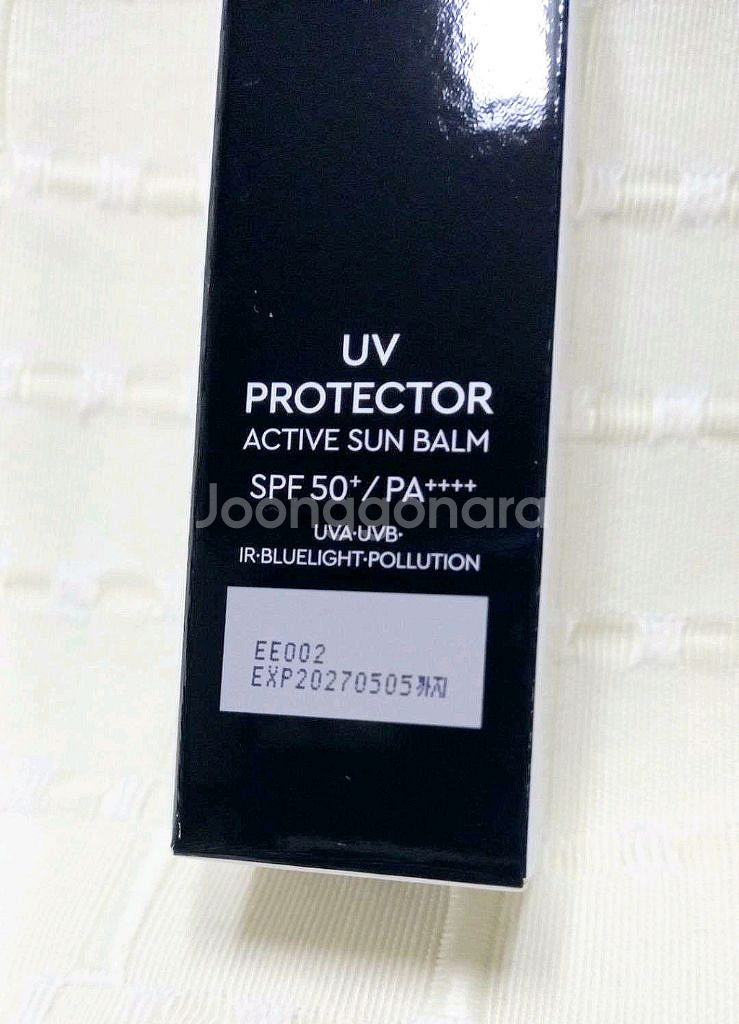 UV
PROTECTOR
ACTIVE SUN BALM
SPF 50+/PA++++
Joonggonara
UVA·UVB·
IR·BLUELIGHT·POLLUTION
EE002
EXP20270505까지